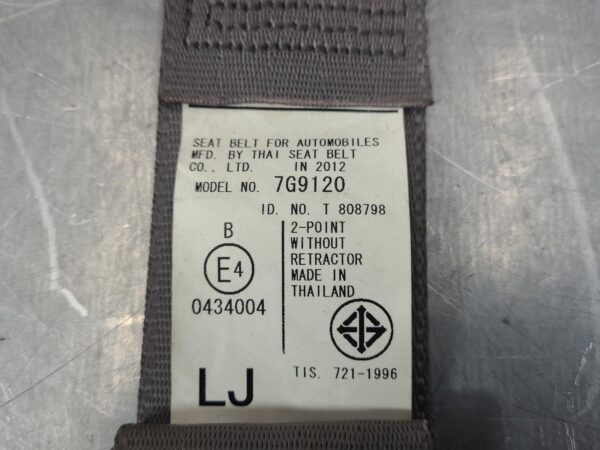 SEAT BELT FOR AUTOMOBILES
MFD. BY THAI SEAT BELT
CO., LTD. IN 2012
MODEL NO. 7G9120
ID. NO. T 808798
B
E4
0434004
2-POINT
WITHOUT
RETRACTOR
MADE IN
THAILAND
TIS. 721-1996
LJ